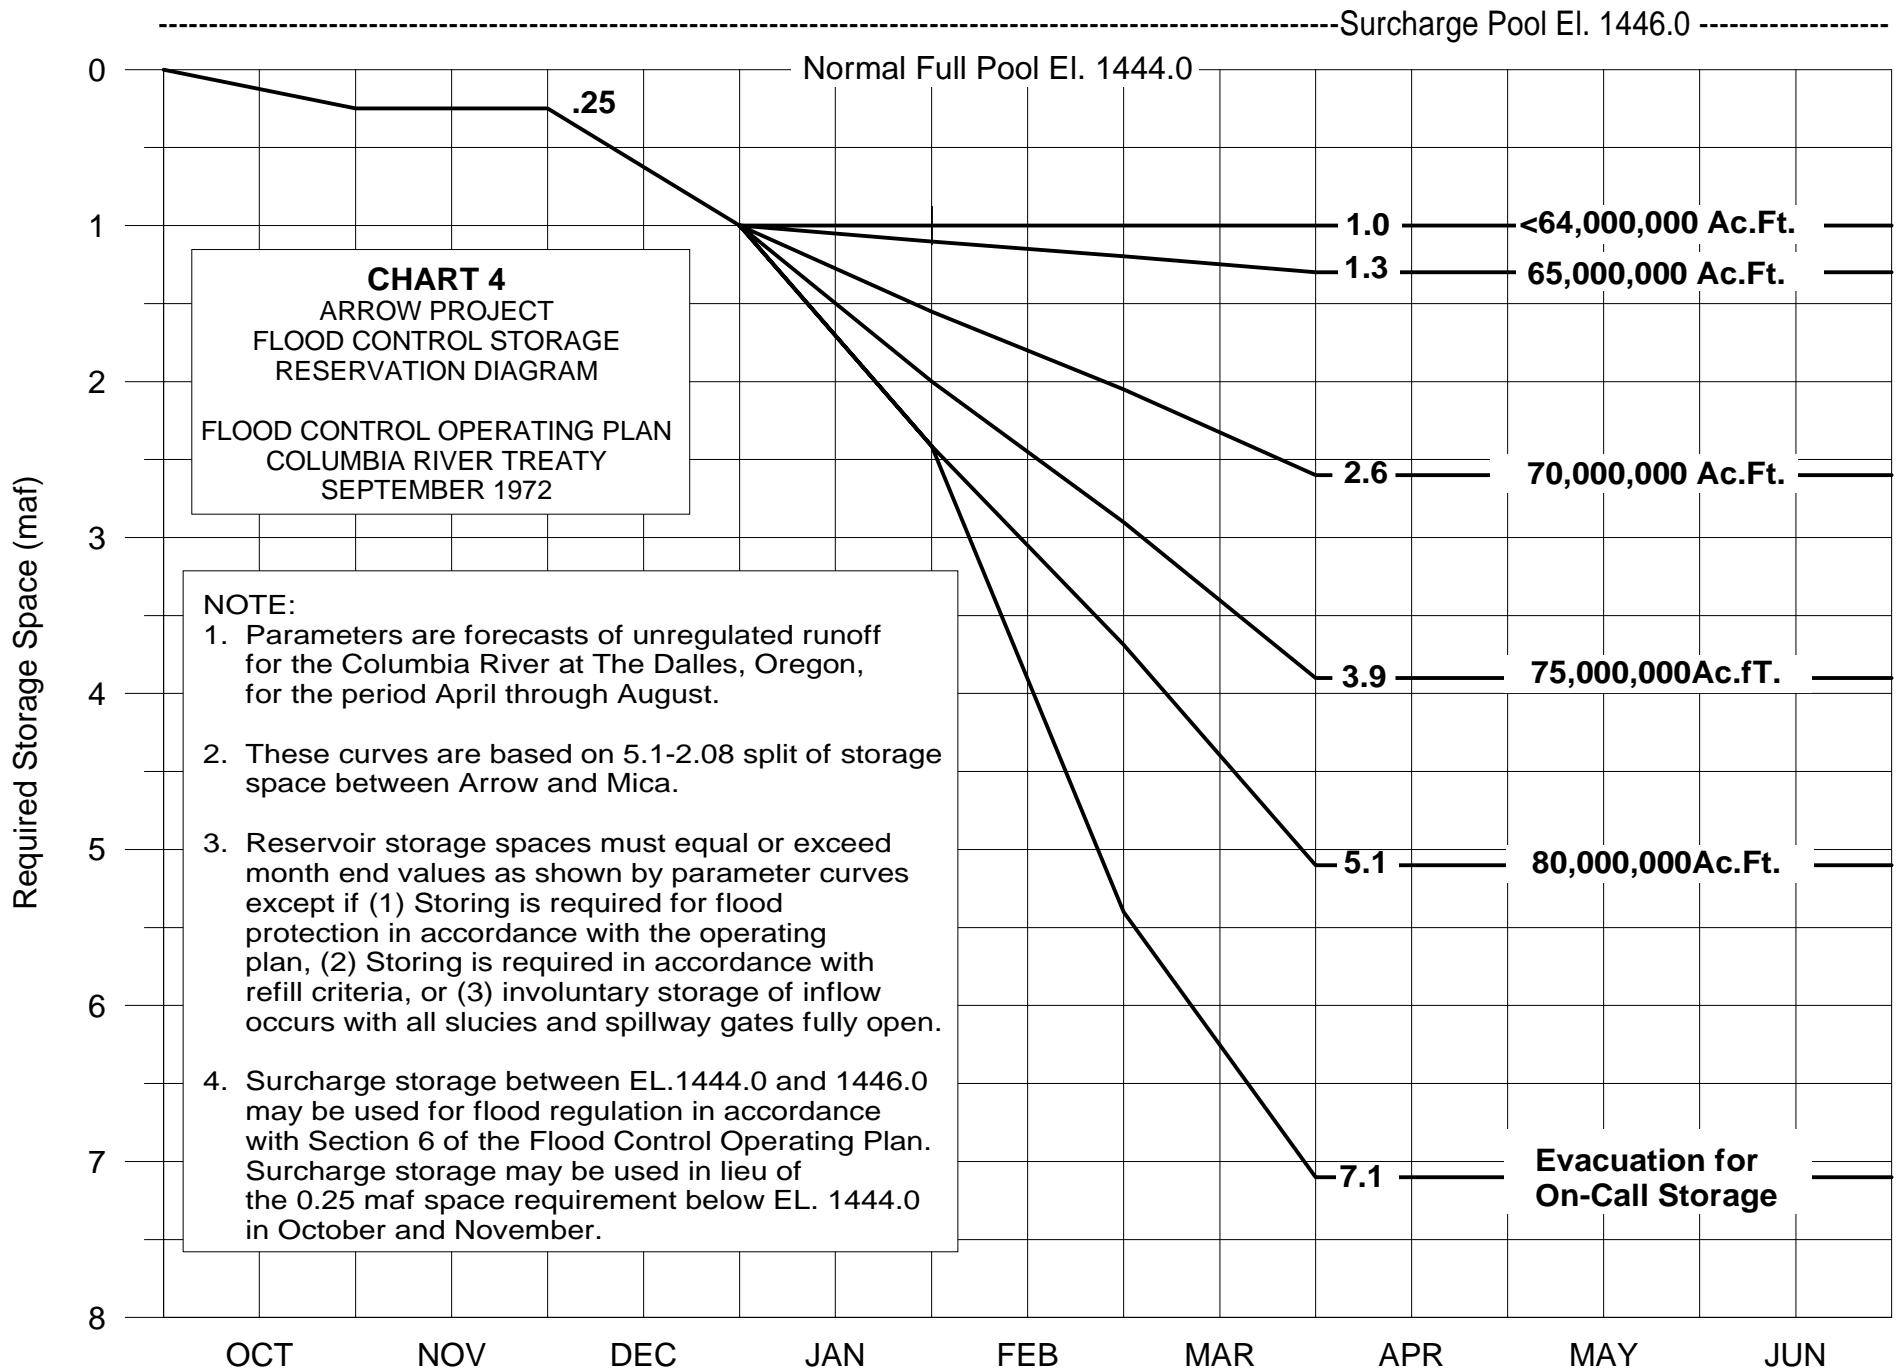 Surcharge Pool El. 1446.0
Normal Full Pool El. 1444.0
0
.25
1
1.0
<64,000,000 Ac.Ft.
1.3
65,000,000 Ac.Ft.
CHART 4
ARROW PROJECT
FLOOD CONTROL STORAGE
RESERVATION DIAGRAM
FLOOD CONTROL OPERATING PLAN
COLUMBIA RIVER TREATY
SEPTEMBER 1972
2
2.6
70,000,000 Ac.Ft.
3
Required Storage Space (maf)
NOTE:
1. Parameters are forecasts of unregulated runoff
for the Columbia River at The Dalles, Oregon,
for the period April through August.
2. These curves are based on 5.1-2.08 split of storage
space between Arrow and Mica.
3. Reservoir storage spaces must equal or exceed
month end values as shown by parameter curves
except if (1) Storing is required for flood
protection in accordance with the operating
plan, (2) Storing is required in accordance with
refill criteria, or (3) involuntary storage of inflow
occurs with all slucies and spillway gates fully open.
4. Surcharge storage between EL.1444.0 and 1446.0
may be used for flood regulation in accordance
with Section 6 of the Flood Control Operating Plan.
Surcharge storage may be used in lieu of
the 0.25 maf space requirement below EL. 1444.0
in October and November.
3.9
75,000,000Ac.fT.
4
5
5.1
80,000,000Ac.Ft.
6
7
7.1
Evacuation for
On-Call Storage
8
OCT NOV DEC JAN FEB MAR APR MAY JUN